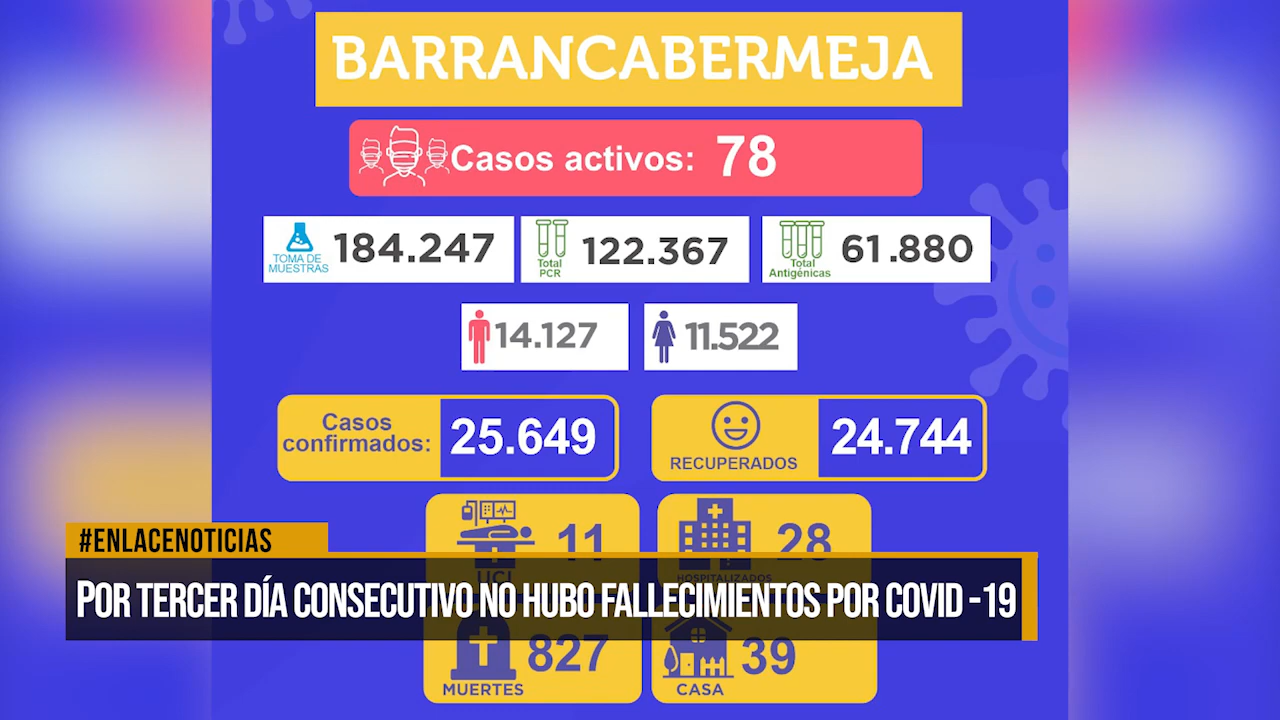 BARRANCABERMEJA
Casos activos: 78
TOMA DE
MUESTRAS
184.247
Total
PCR
122.367
Total
Antigénicas
61.880
14.127
11.522
Casos
confirmados:
25.649
RECUPERADOS
24.744
11
UCI
28
HOSPITALIZADOS
#ENLACENOTICIAS
POR TERCER DÍA CONSECUTIVO NO HUBO FALLECIMIENTOS POR COVID -19
827
MUERTES
39
CASA